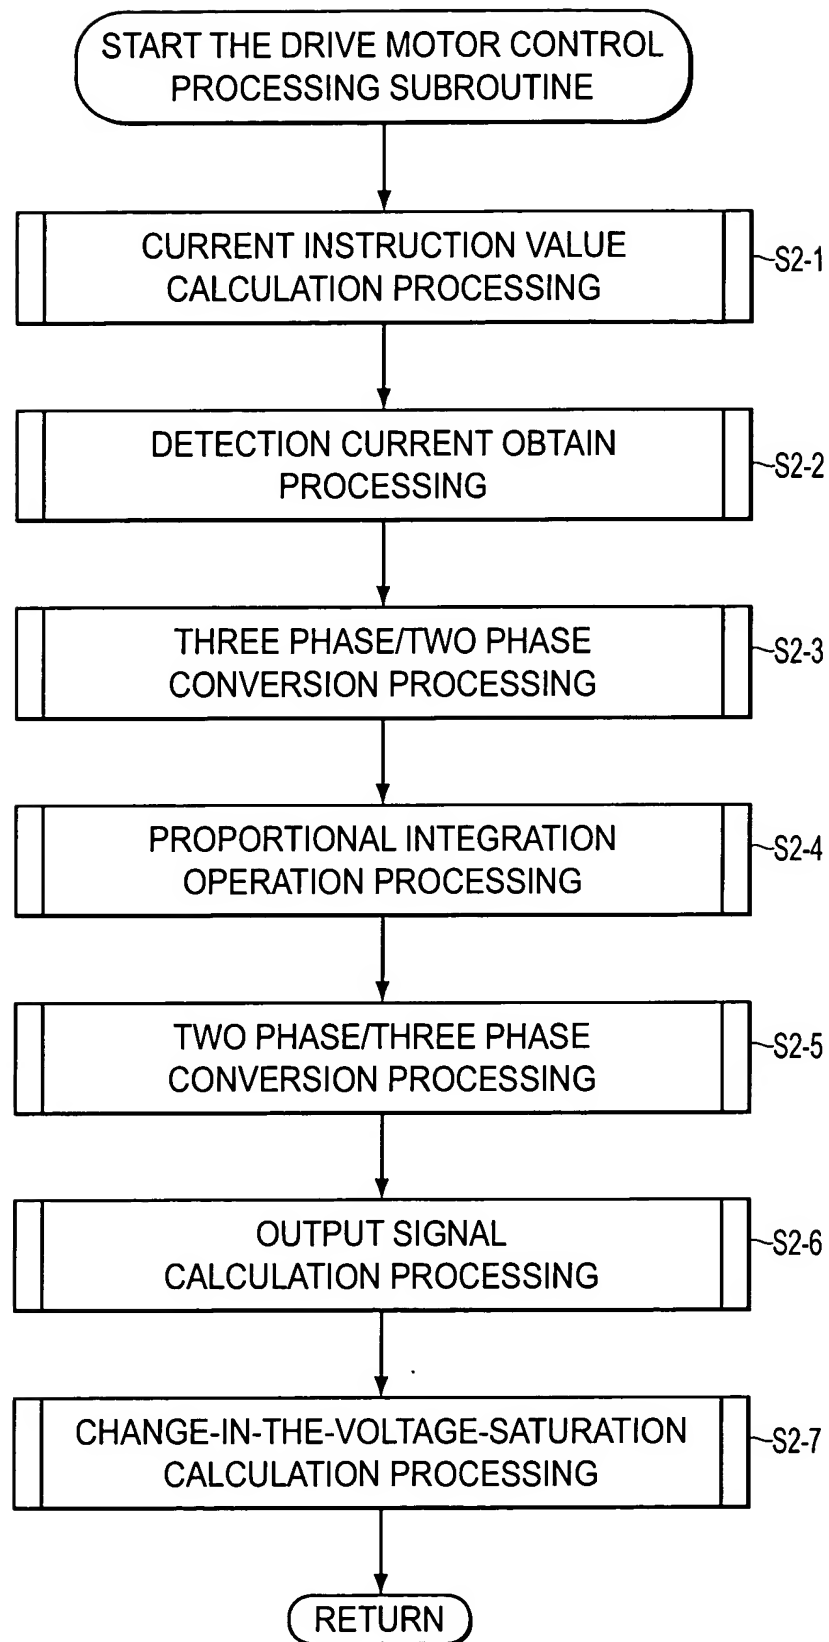 START THE DRIVE MOTOR CONTROL
PROCESSING SUBROUTINE
CURRENT INSTRUCTION VALUE
CALCULATION PROCESSING
S2-1
DETECTION CURRENT OBTAIN
PROCESSING
S2-2
THREE PHASE/TWO PHASE
CONVERSION PROCESSING
S2-3
PROPORTIONAL INTEGRATION
OPERATION PROCESSING
S2-4
TWO PHASE/THREE PHASE
CONVERSION PROCESSING
S2-5
OUTPUT SIGNAL
CALCULATION PROCESSING
S2-6
CHANGE-IN-THE-VOLTAGE-SATURATION
CALCULATION PROCESSING
S2-7
RETURN